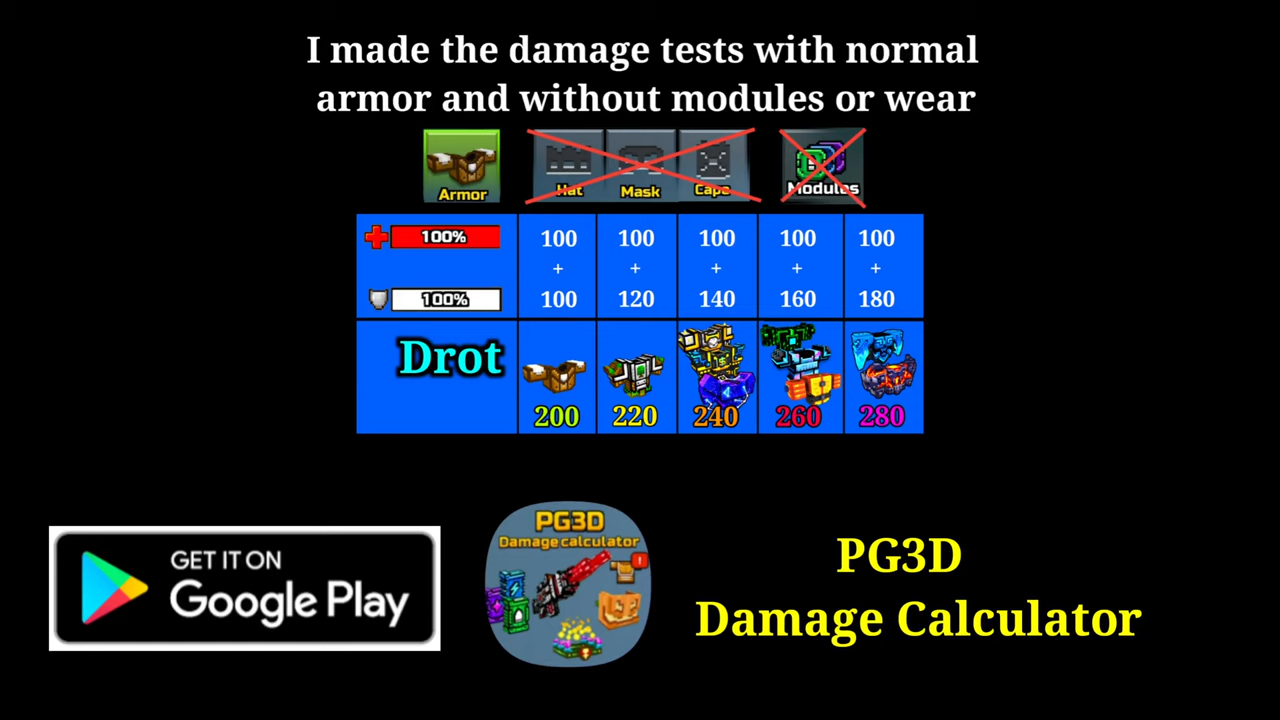 I made the damage tests with normal
armor and without modules or wear
Armor
Hat
Mask
Cape
Modules
100% 100 100 100 100 100
+ + + + +
100% 100 120 140 160 180
Drot
200 220 240 260 280
GET IT ON
Google Play
PG3D
Damage calculator
!
PG3D
Damage Calculator